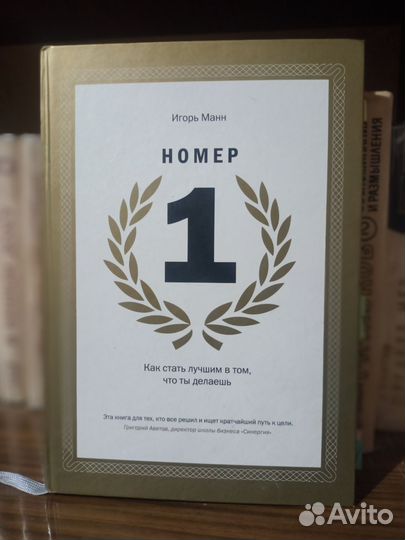 Игорь Манн
НОМЕР
1
Как стать лучшим в том,
что ты делаешь
Эта книга для тех, кто все решил и ищет кратчайший путь к цели.
Григорий Аветов, директор школы бизнеса «Синергия»
И РАЗМЫШЛЕНИЯ
Avito